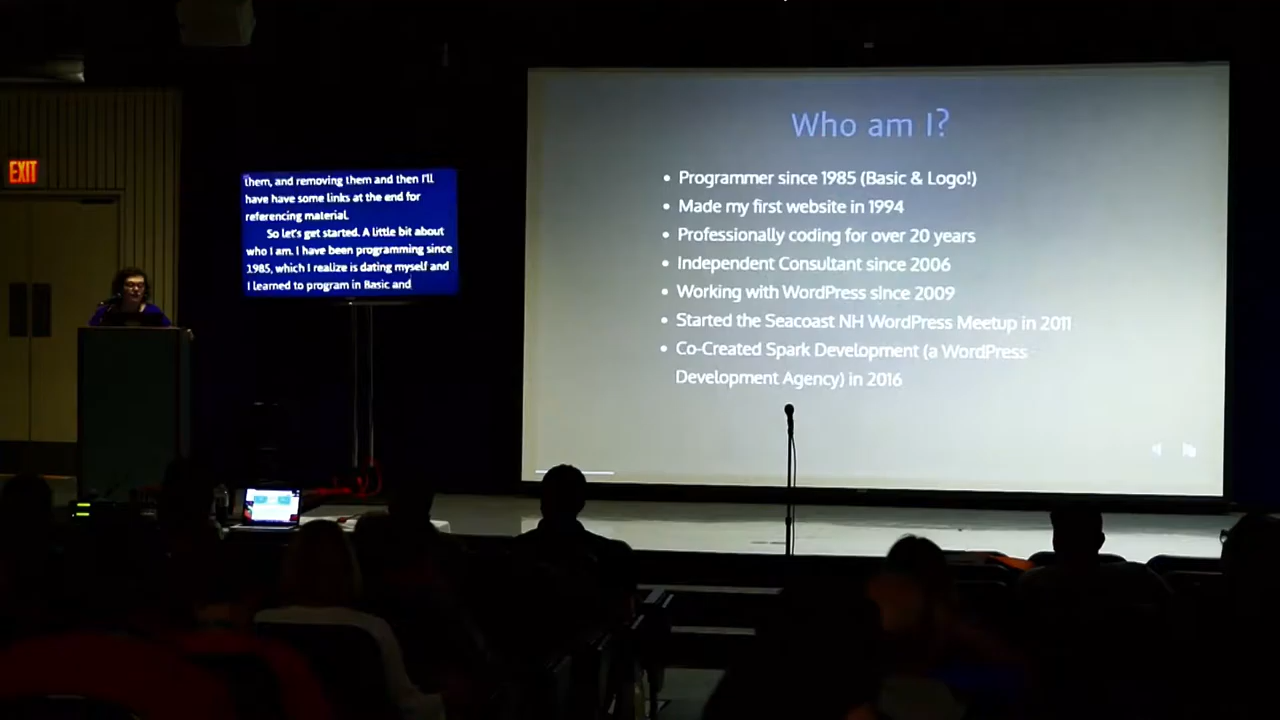 EXIT
them, and removing them and then I'll
have have some links at the end for
referencing material.
So let's get started. A little bit about
who I am. I have been programming since
1985, which I realize is dating myself and
I learned to program in Basic and
Who am I?
• Programmer since 1985 (Basic & Logo!)
• Made my first website in 1994
• Professionally coding for over 20 years
• Independent Consultant since 2006
• Working with WordPress since 2009
• Started the Seacoast NH WordPress Meetup in 2011
• Co-Created Spark Development (a WordPress
Development Agency) in 2016